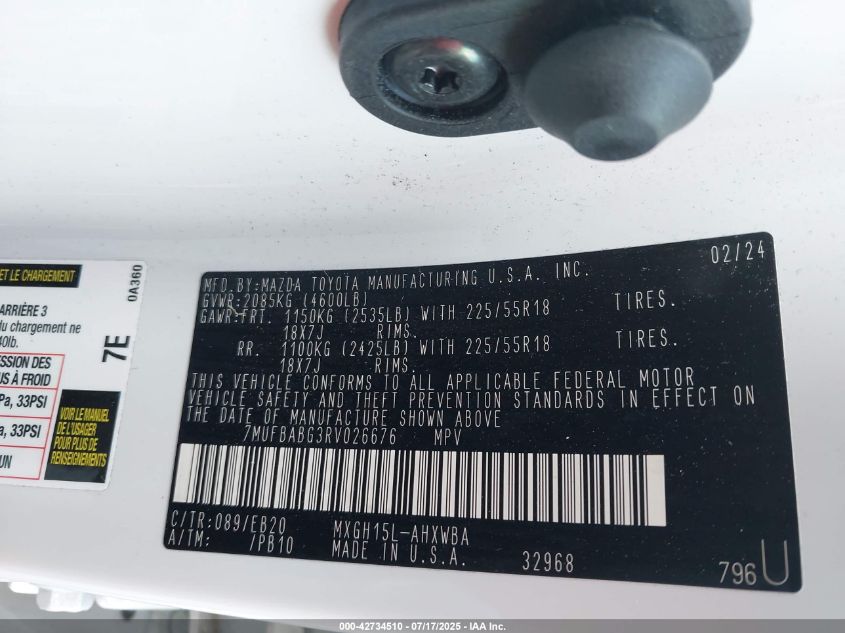 ET LE CHARGEMENT
0A360
ARRIÈRE 3
du chargement ne
7E
ESSION DES
US À FROID
Pa, 33PSI
a, 33PSI
UN
VOIR LE MANUEL
DE L'USAGER
POUR PLUS DE
RENSEIGNEMENTS
02/24
MFD.BY:MAZDA TOYOTA MANUFACTURING U.S.A. INC.
GVWR:2085KG (4600LB)
GAWR:FRT. 1150KG (2535LB) WITH 225/55R18 TIRES.
18X7J RIMS.
RR. 1100KG (2425LB) WITH 225/55R18 TIRES.
18X7J RIMS.
THIS VEHICLE CONFORMS TO ALL APPLICABLE FEDERAL MOTOR
VEHICLE SAFETY AND THEFT PREVENTION STANDARDS IN EFFECT ON
THE DATE OF MANUFACTURE SHOWN ABOVE
7MUFBABG3RV026676 MPV
C/TR:089/EB20 MXGH15L-AHXWBA
A/TM: /PB10 MADE IN U.S.A. 32968
796U
000-42734510 - 07/17/2025 - IAA Inc.